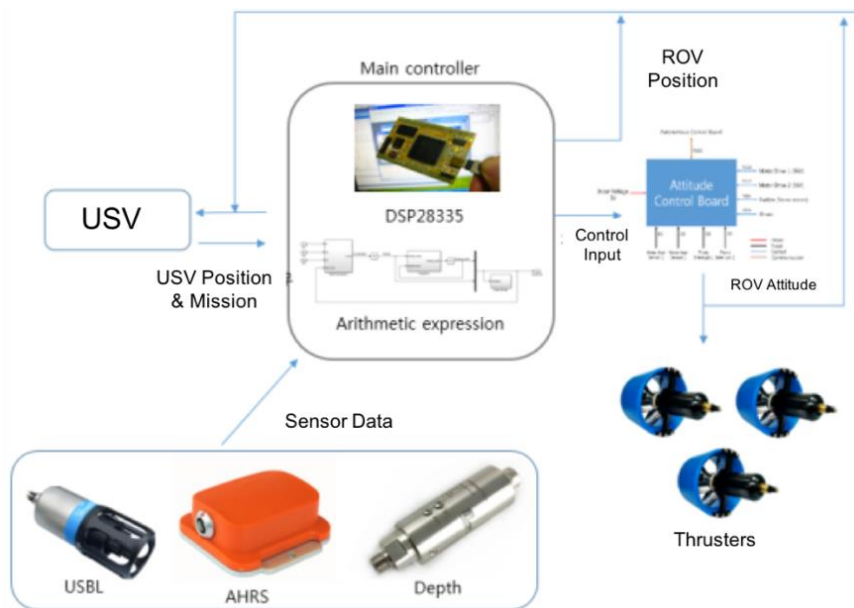 Main controller
ROV
Position
DSP28335
Attitude
Control Board
USV
Control
Input
USV Position
& Mission
ROV Attitude
Arithmetic expression
Sensor Data
USBL
AHRS
Depth
Thrusters